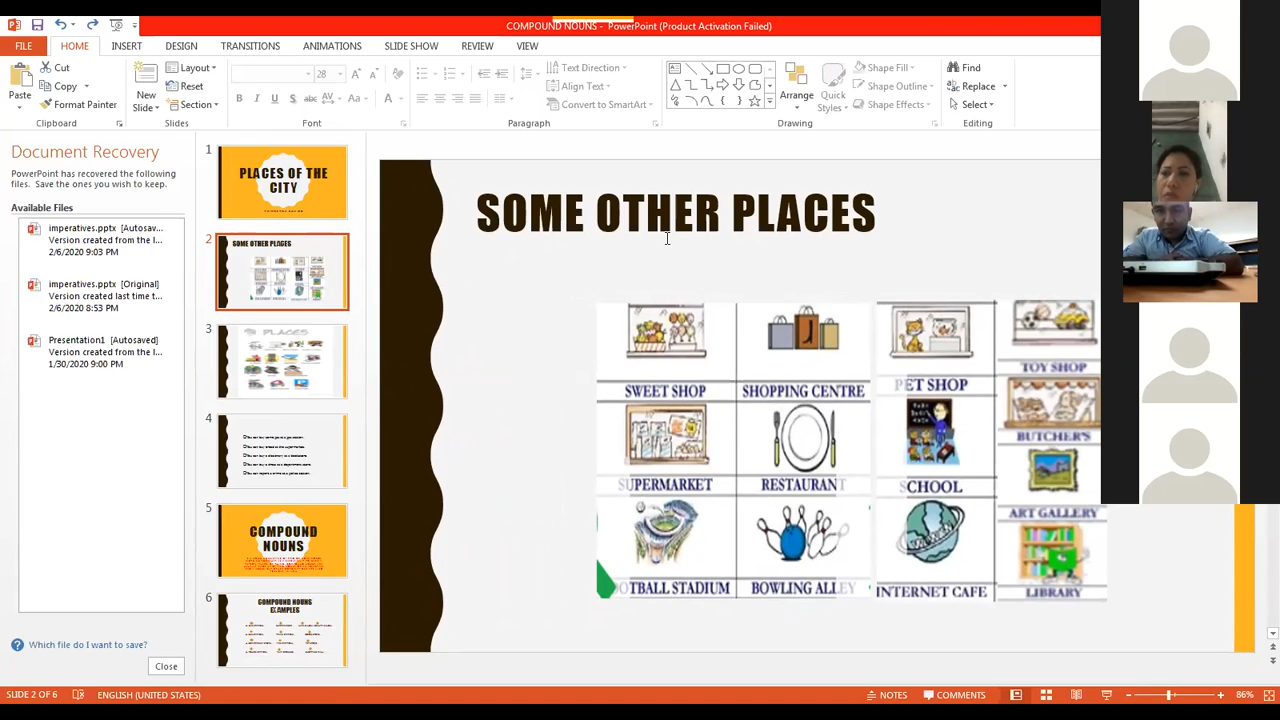 COMPOUND NOUNS - PowerPoint (Product Activation Failed)
FILE HOME INSERT DESIGN TRANSITIONS ANIMATIONS SLIDE SHOW REVIEW VIEW
Paste
Cut
Copy
Format Painter
Clipboard
New
Slide
Layout
Reset
Section
Slides
28
Font
Text Direction
Align Text
Convert to SmartArt
Paragraph
Arrange
Quick
Styles
Shape Fill
Shape Outline
Shape Effects
Drawing
Find
Replace
Select
Editing
Document Recovery
PowerPoint has recovered the following
files. Save the ones you wish to keep.
Available Files
imperatives.pptx [Autosav...
Version created from the l...
2/6/2020 9:03 PM
imperatives.pptx [Original]
Version created last time t...
2/6/2020 8:53 PM
Presentation1 [Autosaved]
Version created from the l...
1/30/2020 9:00 PM
Which file do I want to save?
Close
1
PLACES OF THE
CITY
2
SOME OTHER PLACES
3
PLACES
4
5
COMPOUND
NOUNS
6
COMPOUND NOUNS
EXAMPLES
SOME OTHER PLACES
SWEET SHOP
SHOPPING CENTRE
PET SHOP
TOY SHOP
SUPERMARKET
RESTAURANT
SCHOOL
BUTCHER'S
ART GALLERY
OOTBALL STADIUM
BOWLING ALLEY
INTERNET CAFE
LIBRARY
SLIDE 2 OF 6
ENGLISH (UNITED STATES)
NOTES
COMMENTS
86%